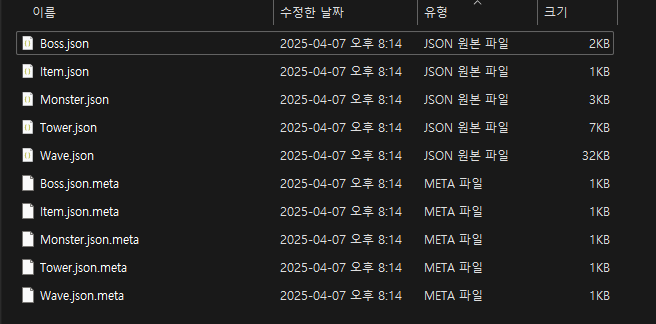 이름 수정한 날짜 유형 크기
Boss.json 2025-04-07 오후 8:14 JSON 원본 파일 2KB
Item.json 2025-04-07 오후 8:14 JSON 원본 파일 1KB
Monster.json 2025-04-07 오후 8:14 JSON 원본 파일 3KB
Tower.json 2025-04-07 오후 8:14 JSON 원본 파일 7KB
Wave.json 2025-04-07 오후 8:14 JSON 원본 파일 32KB
Boss.json.meta 2025-04-07 오후 8:14 META 파일 1KB
Item.json.meta 2025-04-07 오후 8:14 META 파일 1KB
Monster.json.meta 2025-04-07 오후 8:14 META 파일 1KB
Tower.json.meta 2025-04-07 오후 8:14 META 파일 1KB
Wave.json.meta 2025-04-07 오후 8:14 META 파일 1KB